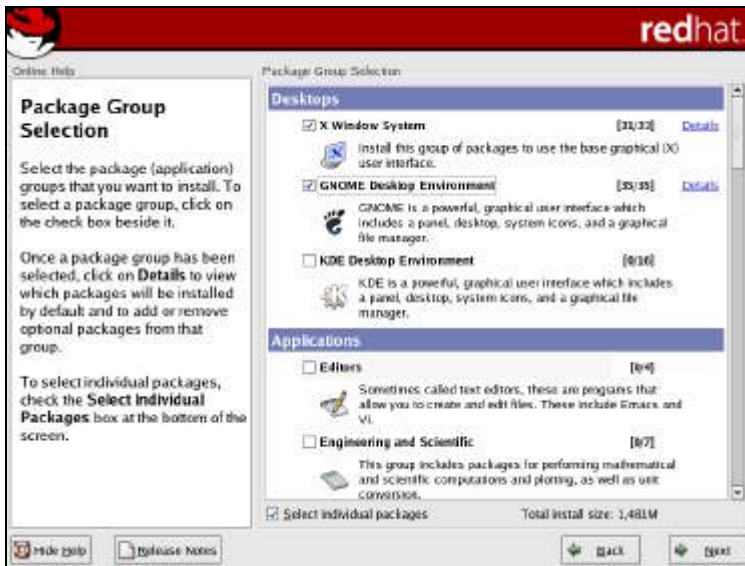 redhat.
Online Help
Package Group
Selection
Select the package (application)
groups that you want to install. To
select a package group, click on
the check box beside it.
Once a package group has been
selected, click on Details to view
which packages will be installed
by default and to add or remove
optional packages from that
group.
To select individual packages,
check the Select Individual
Packages box at the bottom of the
screen.
Package Group Selection
Desktops
X Window System [31/33] Details
Install this group of packages to use the base graphical (X)
user interface.
GNOME Desktop Environment [35/35] Details
GNOME is a powerful, graphical user interface which
includes a panel, desktop, system icons, and a graphical
file manager.
KDE Desktop Environment [0/16]
KDE is a powerful, graphical user interface which includes
a panel, desktop, system icons, and a graphical file
manager.
Applications
Editors [0/4]
Sometimes called text editors, these are programs that
allow you to create and edit files. These include Emacs and
Vi.
Engineering and Scientific [0/7]
This group includes packages for performing mathematical
and scientific computations and plotting, as well as unit
conversion.
Select individual packages Total install size: 1,481M
Hide Help Release Notes Back Next